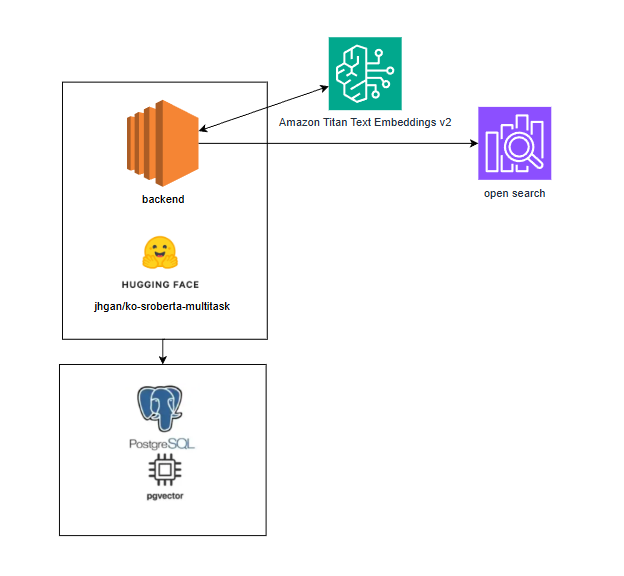 Amazon Titan Text Embeddings v2
backend
open search
HUGGING FACE
jhgan/ko-sroberta-multitask
PostgreSQL
pgvector